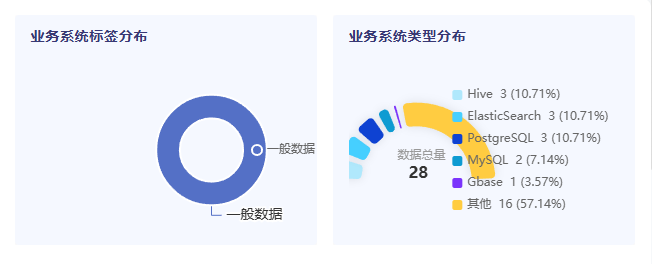 业务系统标签分布
一般数据
一般数据
业务系统类型分布
数据总量
28
Hive 3 (10.71%)
ElasticSearch 3 (10.71%)
PostgreSQL 3 (10.71%)
MySQL 2 (7.14%)
Gbase 1 (3.57%)
其他 16 (57.14%)